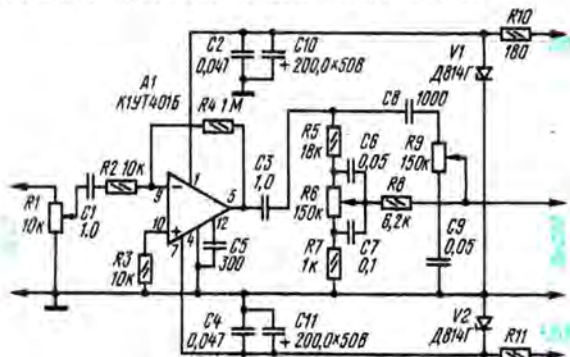 R10
180
V1
Д814Г
C2
0,047
C10
+ 200,0×50В
A1
К1УТ401Б
R4 1М
C8
1000
R9
150к
C3
1,0
R5
18к
C6
0,05
R2 10к
1
9
−
5
R1
10к
C1
1,0
R6
150к
R8
6,2к
10
+
7
4
12
C5
300
R3
10к
R7
1к
C7
0,1
C9
0,05
V2
Д814Г
C4
0,047
C11
+ 200,0×50В
R11